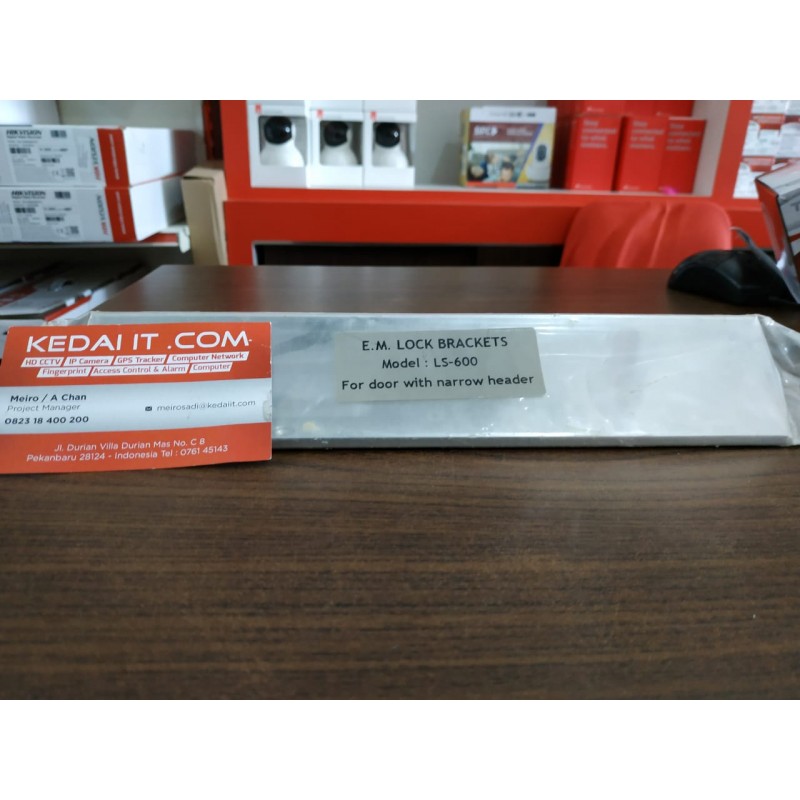 HIKVISION
HIKVISION
KEDAI IT .COM
HD CCTV / IP Camera / GPS Tracker / Computer Network
Fingerprint / Access Control & Alarm / Computer
Meiro / A Chan
Project Manager
0823 18 400 200
meirosadi@kedaiit.com
Jl. Durian Villa Durian Mas No. C 8
Pekanbaru 28124 - Indonesia Tel : 0761 45143
E.M. LOCK BRACKETS
Model : LS-600
For door with narrow header